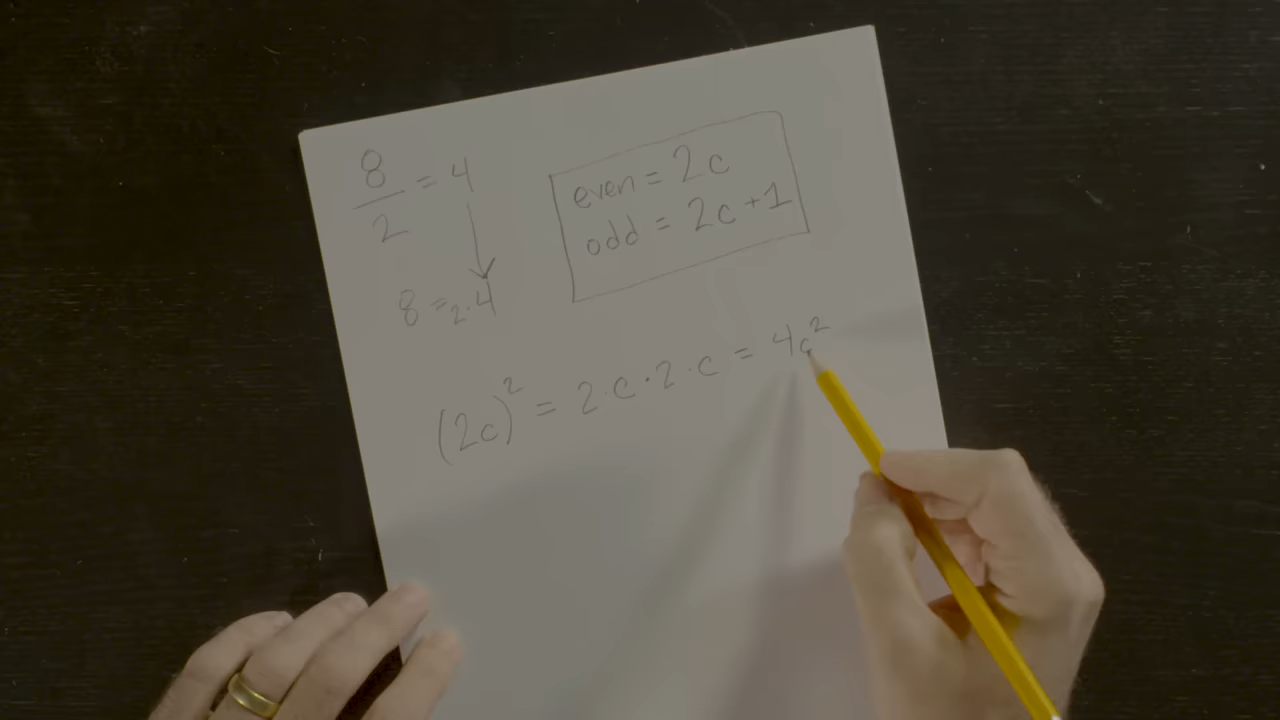 8
2
= 4
8 = 2·4
even = 2c
odd = 2c + 1
(2c)² = 2·c·2·c = 4c²